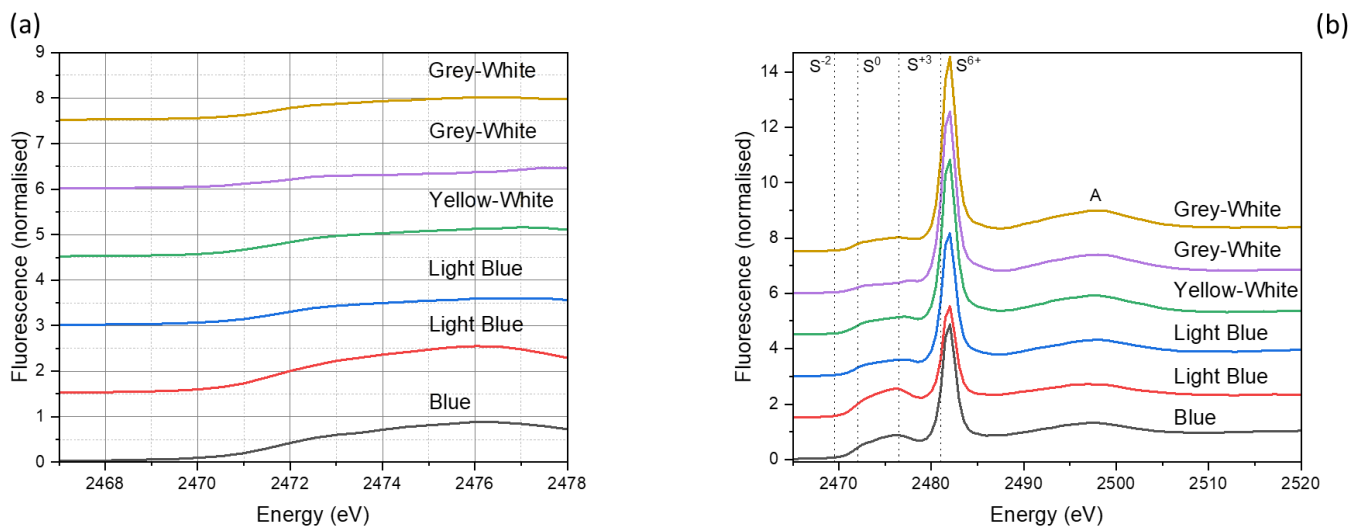 (a)
9
8
7
6
5
4
3
2
1
0
Fluorescence (normalised)
Grey-White
Grey-White
Yellow-White
Light Blue
Light Blue
Blue
2468 2470 2472 2474 2476 2478
Energy (eV)
(b)
14
12
10
8
6
4
2
0
Fluorescence (normalised)
S-2 S0 S+3 S6+
A
Grey-White
Grey-White
Yellow-White
Light Blue
Light Blue
Blue
2470 2480 2490 2500 2510 2520
Energy (eV)